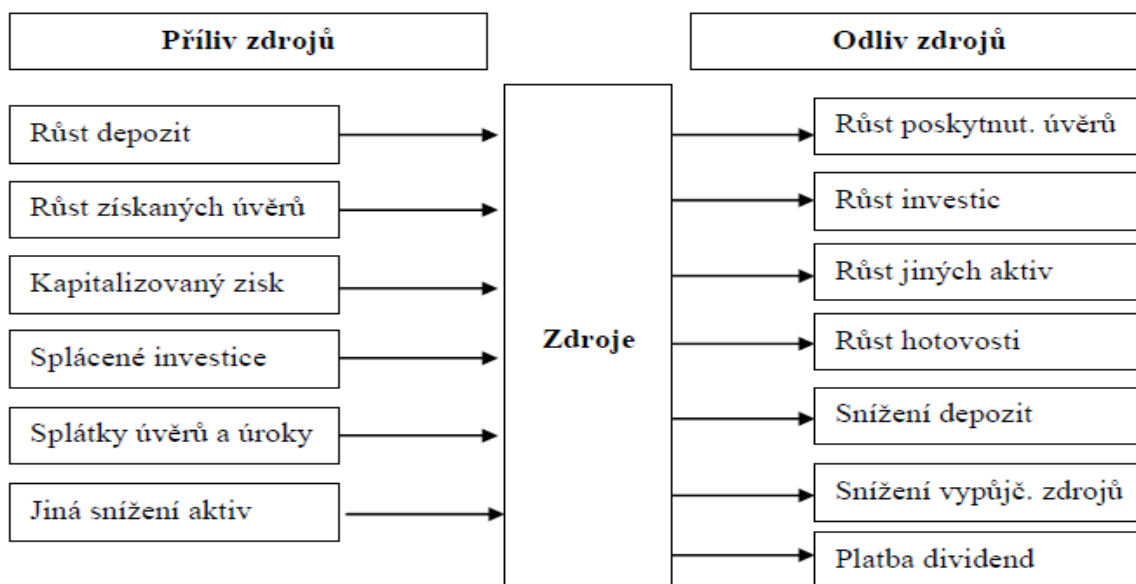 Příliv zdrojů
Odliv zdrojů
Růst depozit
Růst získaných úvěrů
Kapitalizovaný zisk
Splácené investice
Splátky úvěrů a úroky
Jiná snížení aktiv
Zdroje
Růst poskytnut. úvěrů
Růst investic
Růst jiných aktiv
Růst hotovosti
Snížení depozit
Snížení vypůjč. zdrojů
Platba dividend